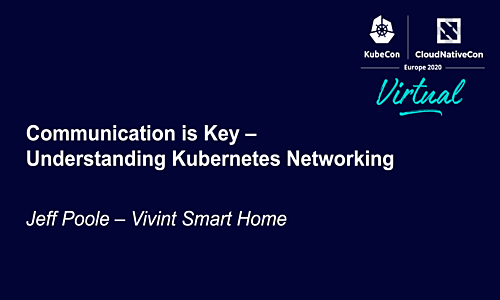 KubeCon
CloudNativeCon
Europe 2020
Virtual
Communication is Key –
Understanding Kubernetes Networking
Jeff Poole – Vivint Smart Home